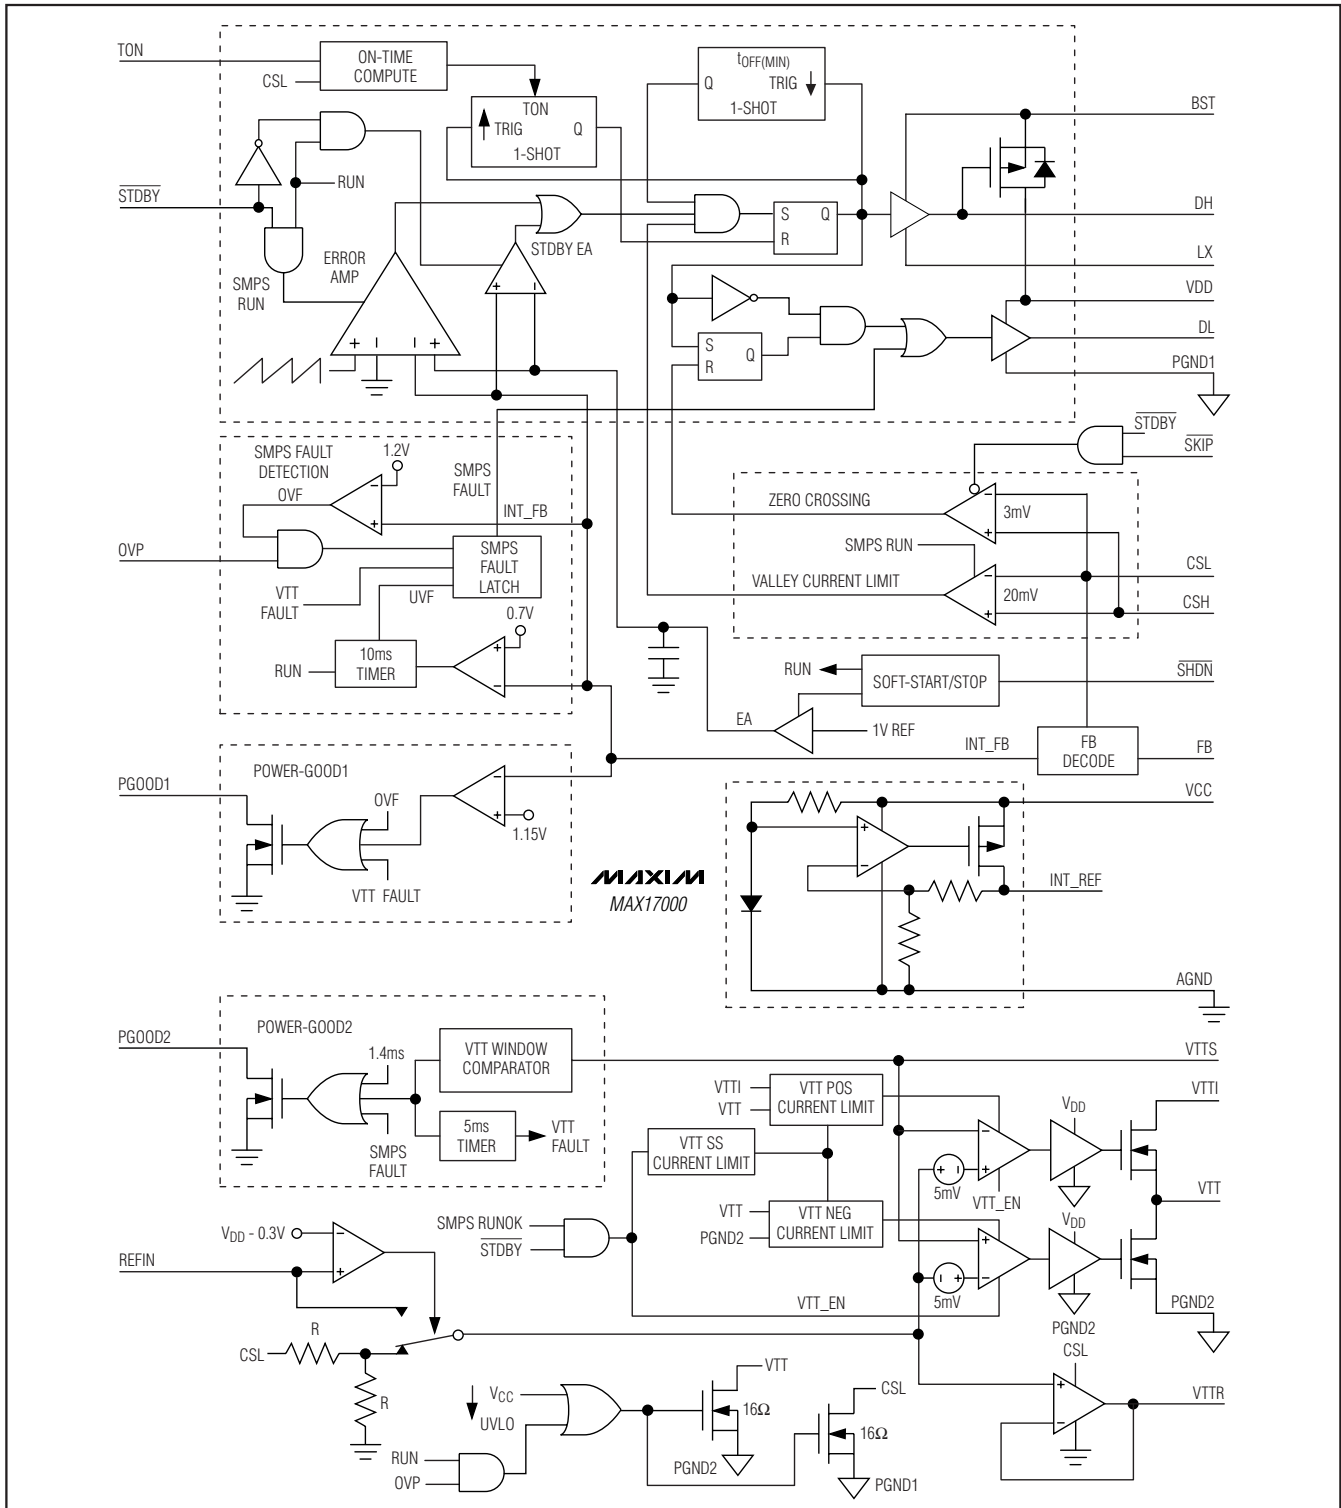 TON
ON-TIME
COMPUTE
CSL
TON
TRIG Q
1-SHOT
tOFF(MIN)
Q TRIG
1-SHOT
BST
RUN
STDBY
DH
S Q
R
STDBY EA
ERROR
AMP
SMPS
RUN
LX
VDD
+ -
+ - - +
S Q
R
DL
PGND1
STDBY
SKIP
SMPS FAULT
DETECTION
1.2V
OVF
-
+
SMPS
FAULT
INT_FB
ZERO CROSSING
-
+
3mV
OVP
SMPS
FAULT
LATCH
VTT
FAULT
UVF
SMPS RUN
VALLEY CURRENT LIMIT
-
+
20mV
CSL
CSH
0.7V
+
-
RUN
10ms
TIMER
RUN
SOFT-START/STOP
SHDN
EA
1V REF
INT_FB
FB
DECODE
FB
POWER-GOOD1
PGOOD1
OVF
-
+
1.15V
VTT FAULT
VCC
+
-
INT_REF
MAXIM
MAX17000
AGND
POWER-GOOD2
PGOOD2
1.4ms
VTT WINDOW
COMPARATOR
VTTS
5ms
TIMER
VTT
FAULT
SMPS
FAULT
VTTI
VTT
VTT POS
CURRENT LIMIT
VTT SS
CURRENT LIMIT
VDD
VTTI
-
+
+ -
5mV
VTT_EN
VTT
VTT
PGND2
VTT NEG
CURRENT LIMIT
VDD
SMPS RUNOK
STDBY
+
-
- +
5mV
VTT_EN
PGND2
PGND2
VDD - 0.3V
-
+
REFIN
R
CSL
R
VCC
UVLO
RUN
OVP
VTT
16Ω
PGND2
CSL
16Ω
PGND1
CSL
+
-
VTTR